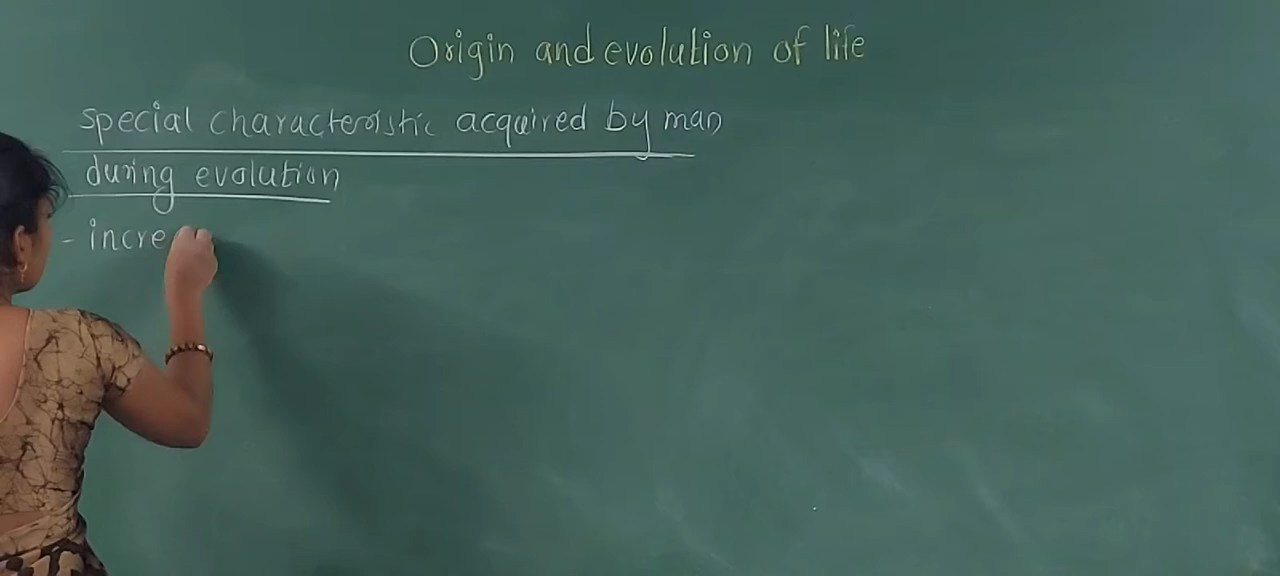 Origin and evolution of life
special characteristic acquired by man
during evolution
- incre